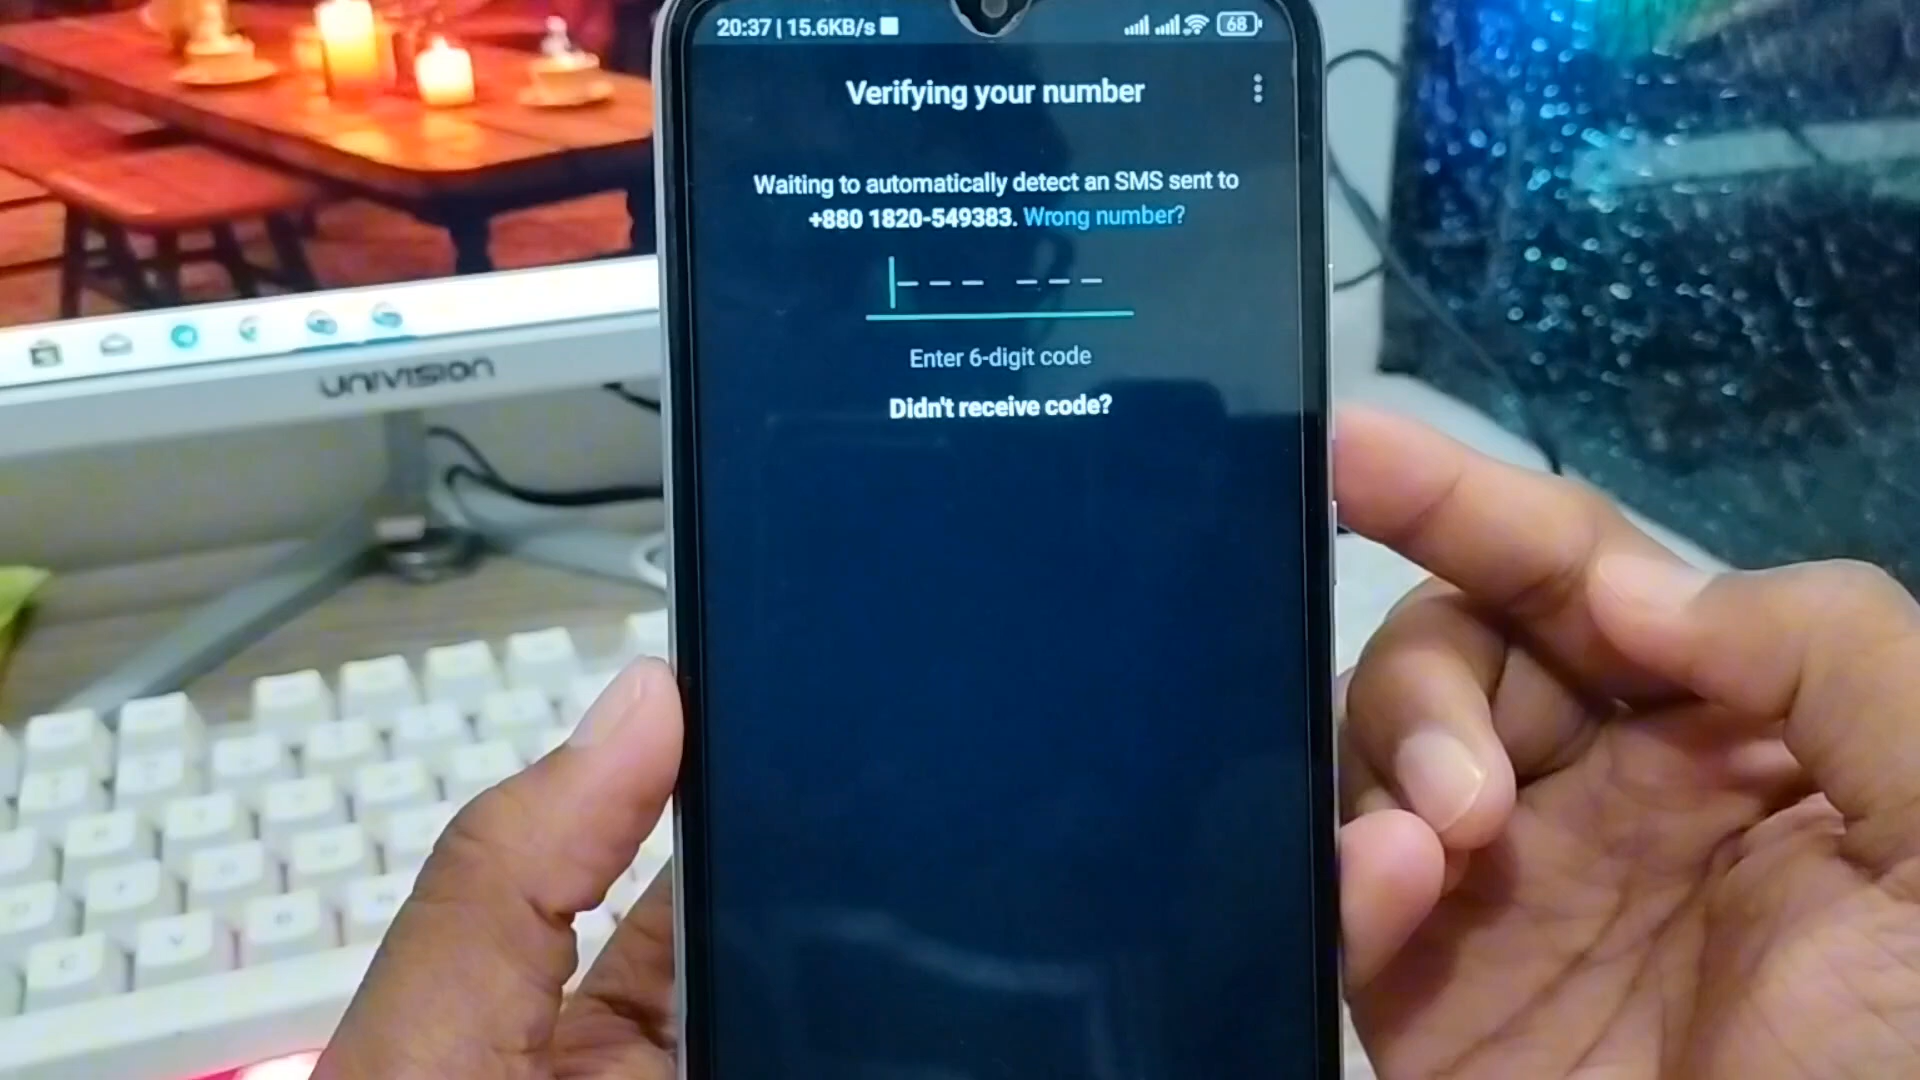 20:37 | 15.6KB/s
68
Verifying your number
Waiting to automatically detect an SMS sent to
+880 1820-549383. Wrong number?
Enter 6-digit code
Didn't receive code?
UNIVISION